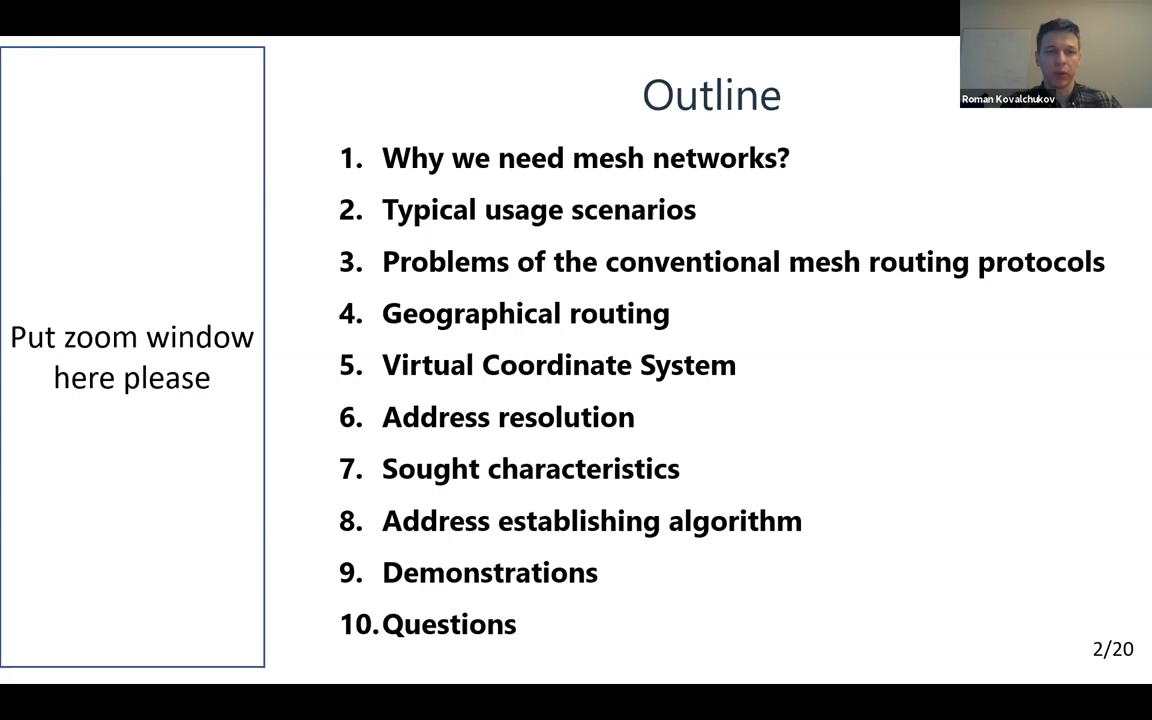 Outline
Roman Kovalchukov
1. Why we need mesh networks?
2. Typical usage scenarios
3. Problems of the conventional mesh routing protocols
4. Geographical routing
5. Virtual Coordinate System
6. Address resolution
7. Sought characteristics
8. Address establishing algorithm
9. Demonstrations
10. Questions
Put zoom window
here please
2/20